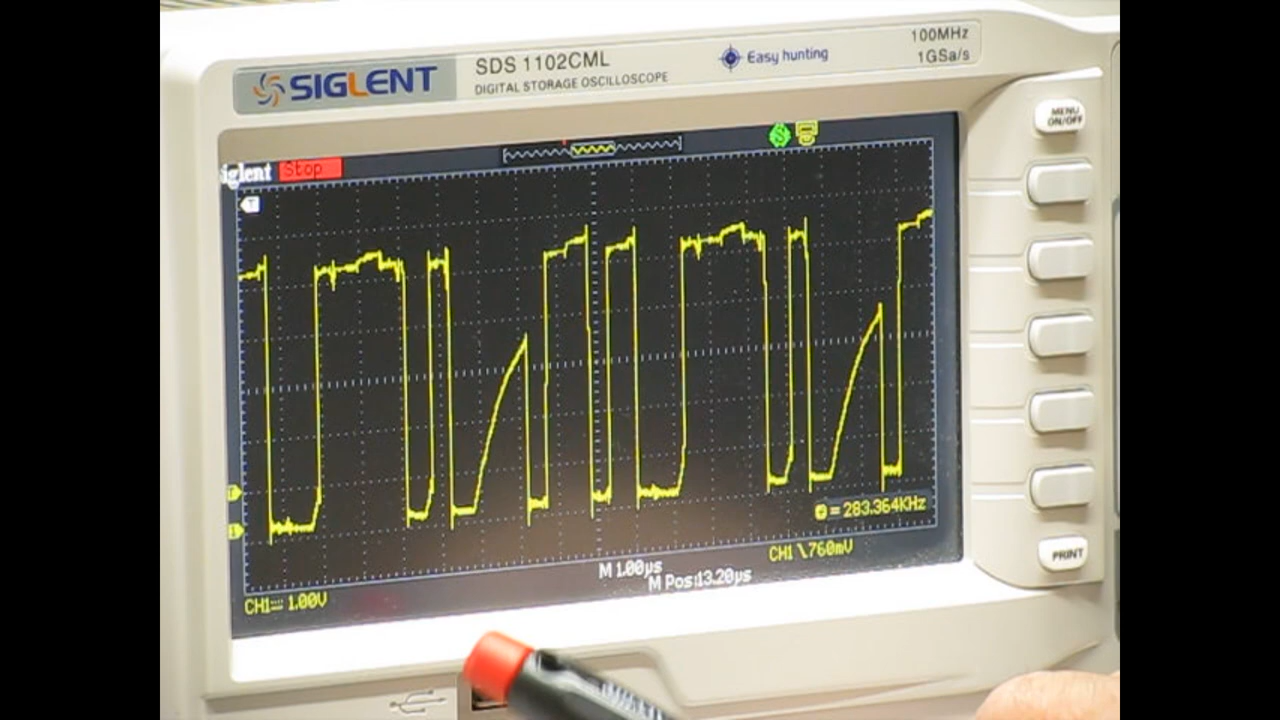 SIGLENT
SDS 1102CML
DIGITAL STORAGE OSCILLOSCOPE
Easy hunting
100MHz
1GSa/s
MENU
ON/OFF
iglent Stop
T
= 283.364KHz
CH1 760mV
M 1.00µs
M Pos:13.20µs
CH1 1.00V
PRINT